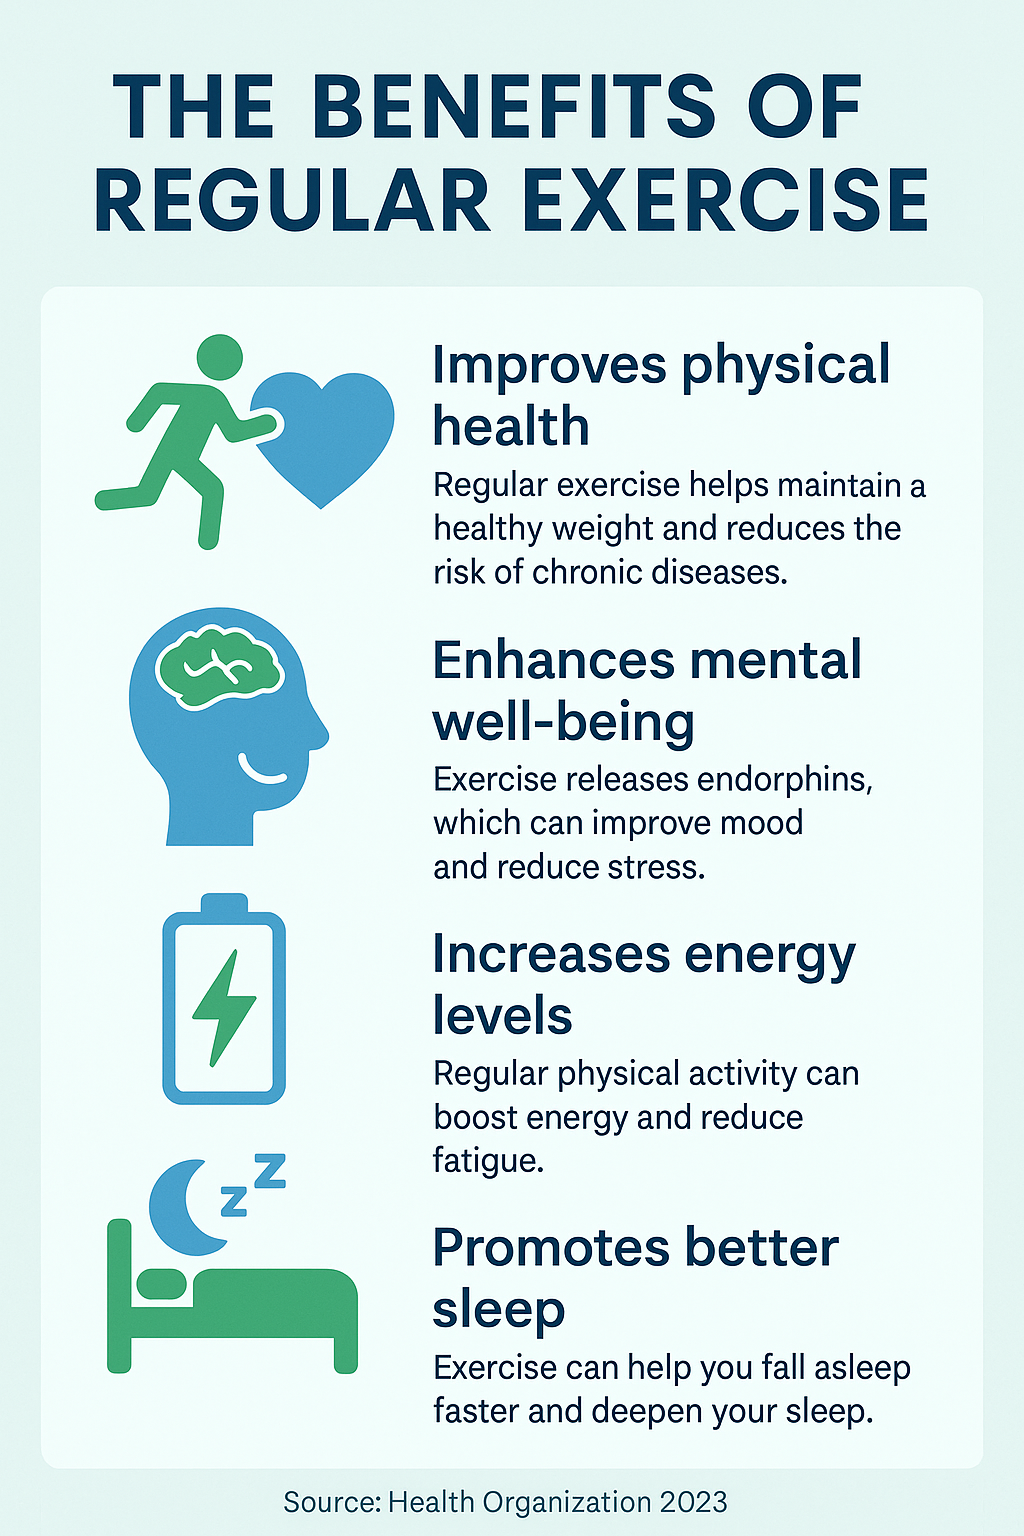 THE BENEFITS OF
REGULAR EXERCISE
Improves physical
health
Regular exercise helps maintain a
healthy weight and reduces the
risk of chronic diseases.
Enhances mental
well-being
Exercise releases endorphins,
which can improve mood
and reduce stress.
Increases energy
levels
Regular physical activity can
boost energy and reduce
fatigue.
z Z
Promotes better
sleep
Exercise can help you fall asleep
faster and deepen your sleep.
Source: Health Organization 2023